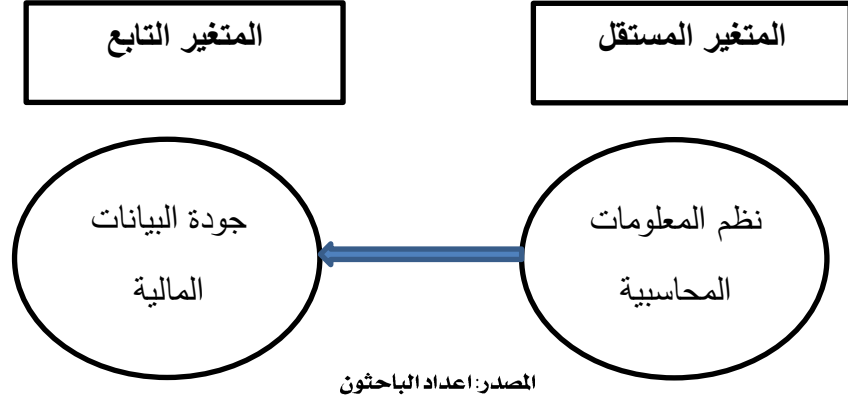 المتغير المستقل
المتغير التابع
نظم المعلومات
المحاسبية
جودة البيانات
المالية
المصدر: اعداد الباحثون